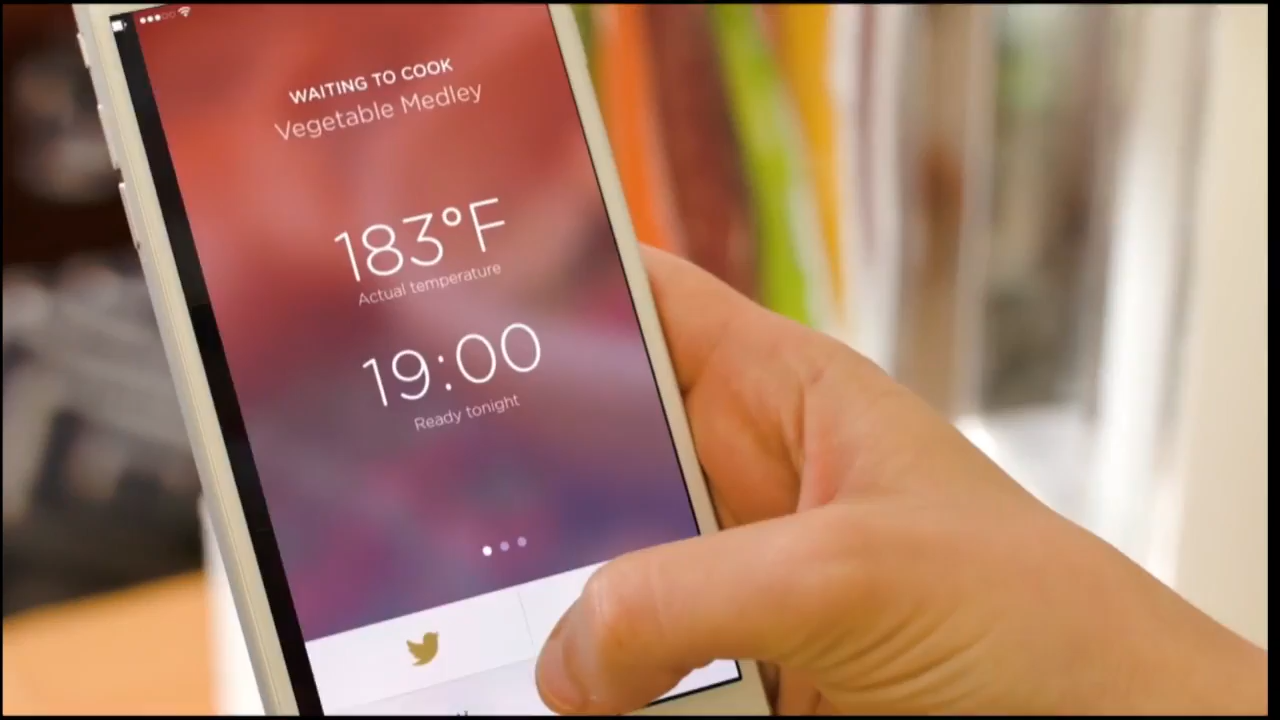 WAITING TO COOK
Vegetable Medley
183°F
Actual temperature
19:00
Ready tonight